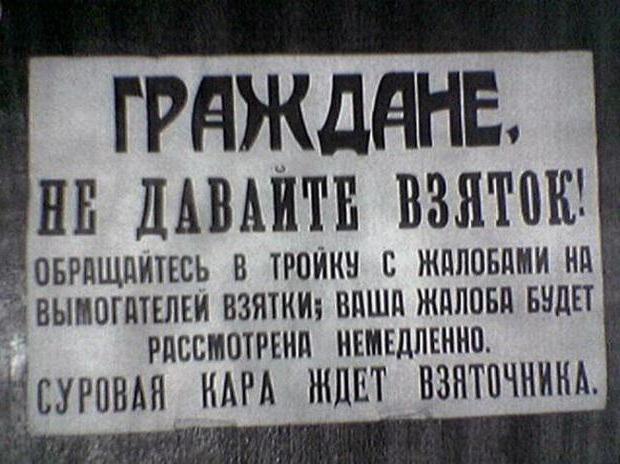 ГРАЖДАНЕ,
НЕ ДАВАЙТЕ ВЗЯТОК!
ОБРАЩАЙТЕСЬ В ТРОЙКУ С ЖАЛОБАМИ НА
ВЫМОГАТЕЛЕЙ ВЗЯТКИ; ВАША ЖАЛОБА БУДЕТ
РАССМОТРЕНА НЕМЕДЛЕННО.
СУРОВАЯ КАРА ЖДЕТ ВЗЯТОЧНИКА.